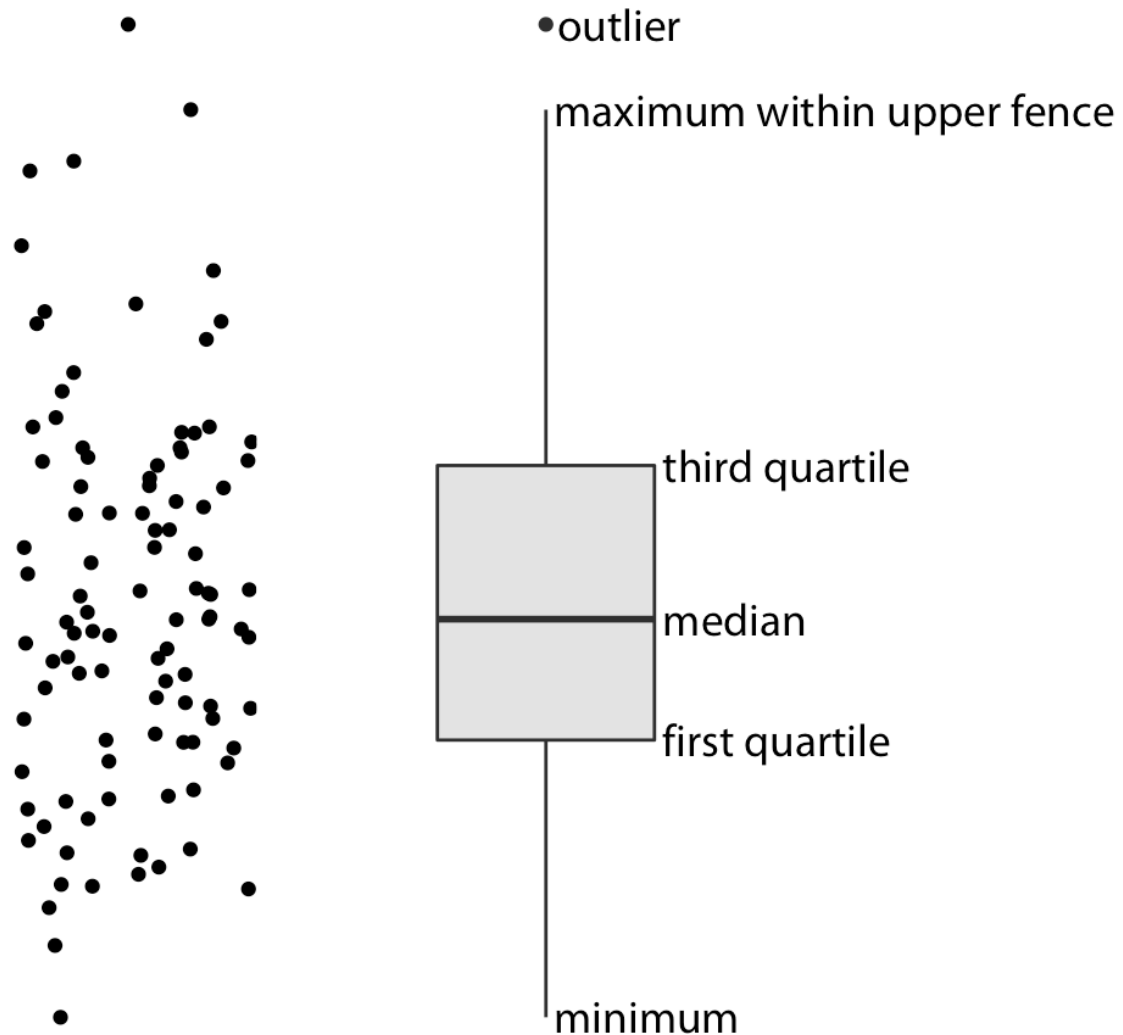 outlier
maximum within upper fence
third quartile
median
first quartile
minimum